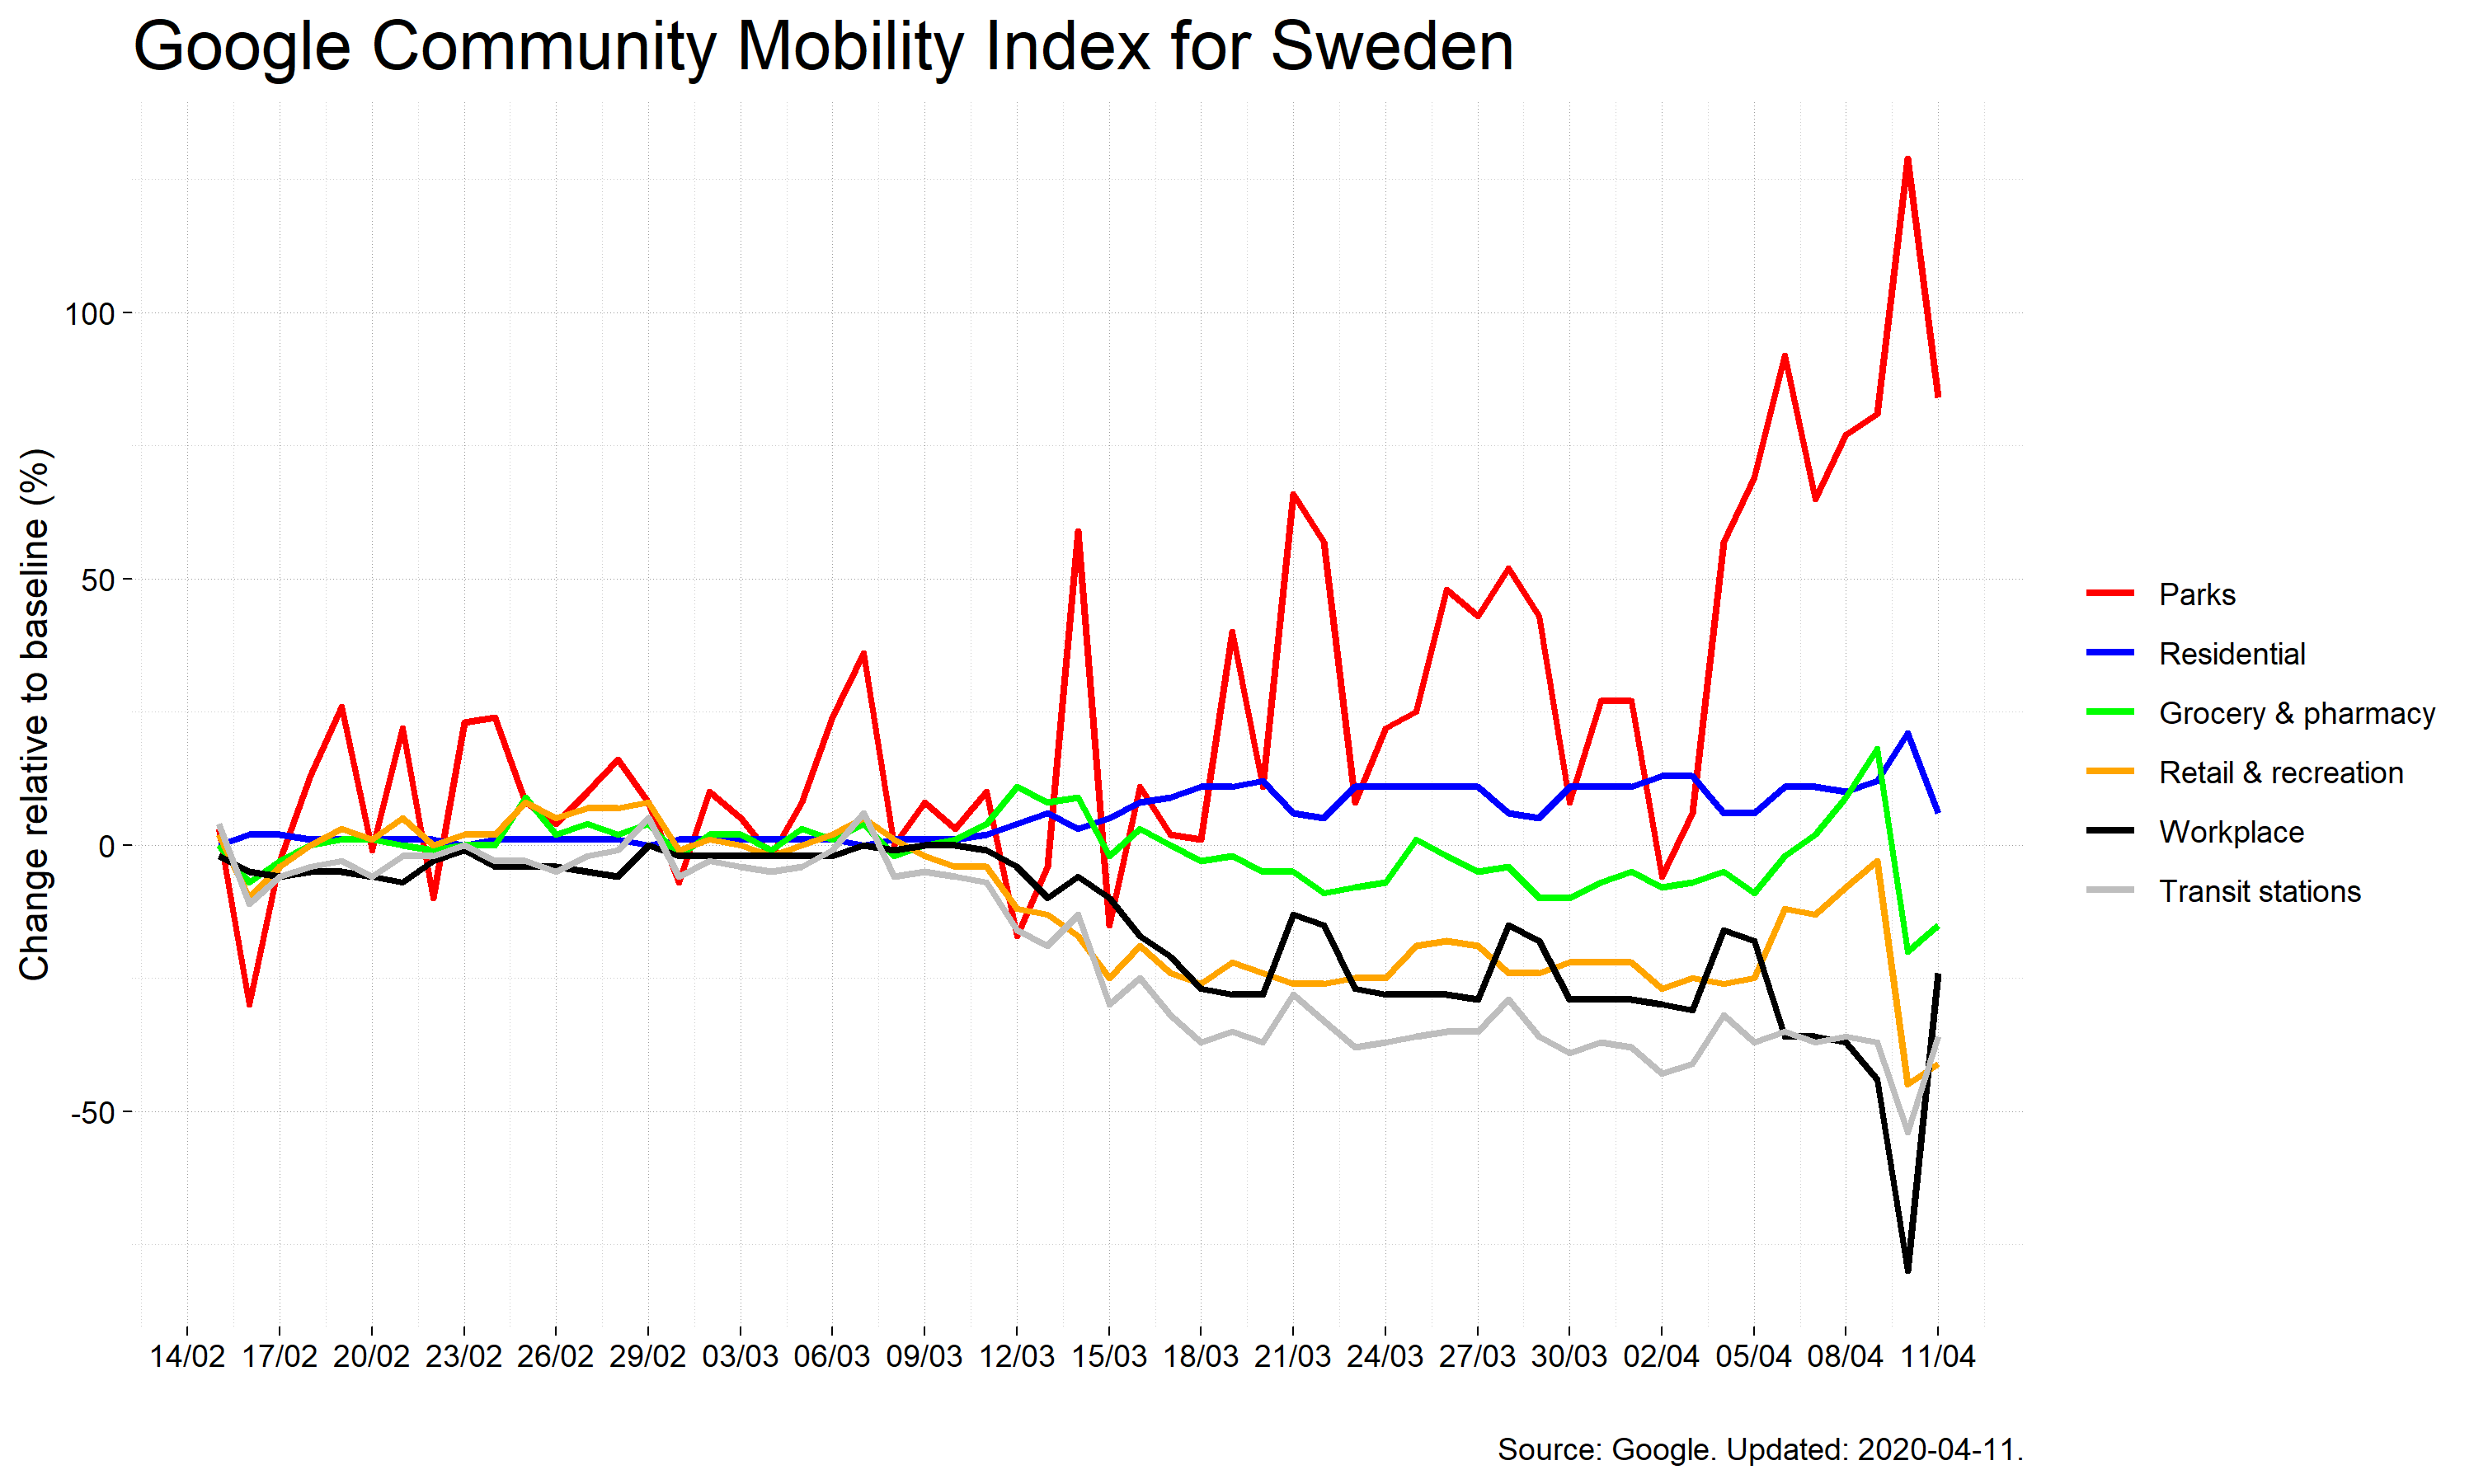 Google Community Mobility Index for Sweden
Change relative to baseline (%)
100
50
0
-50
14/02 17/02 20/02 23/02 26/02 29/02 03/03 06/03 09/03 12/03 15/03 18/03 21/03 24/03 27/03 30/03 02/04 05/04 08/04 11/04
Parks
Residential
Grocery & pharmacy
Retail & recreation
Workplace
Transit stations
Source: Google. Updated: 2020-04-11.